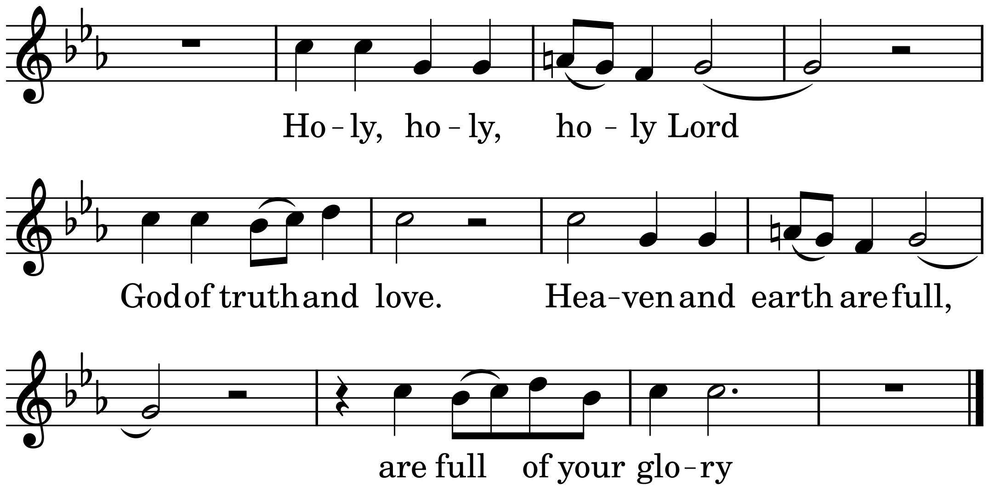 Ho - ly, ho - ly, ho - ly Lord
God of truth and love. Hea - ven and earth are full,
are full of your glo - ry